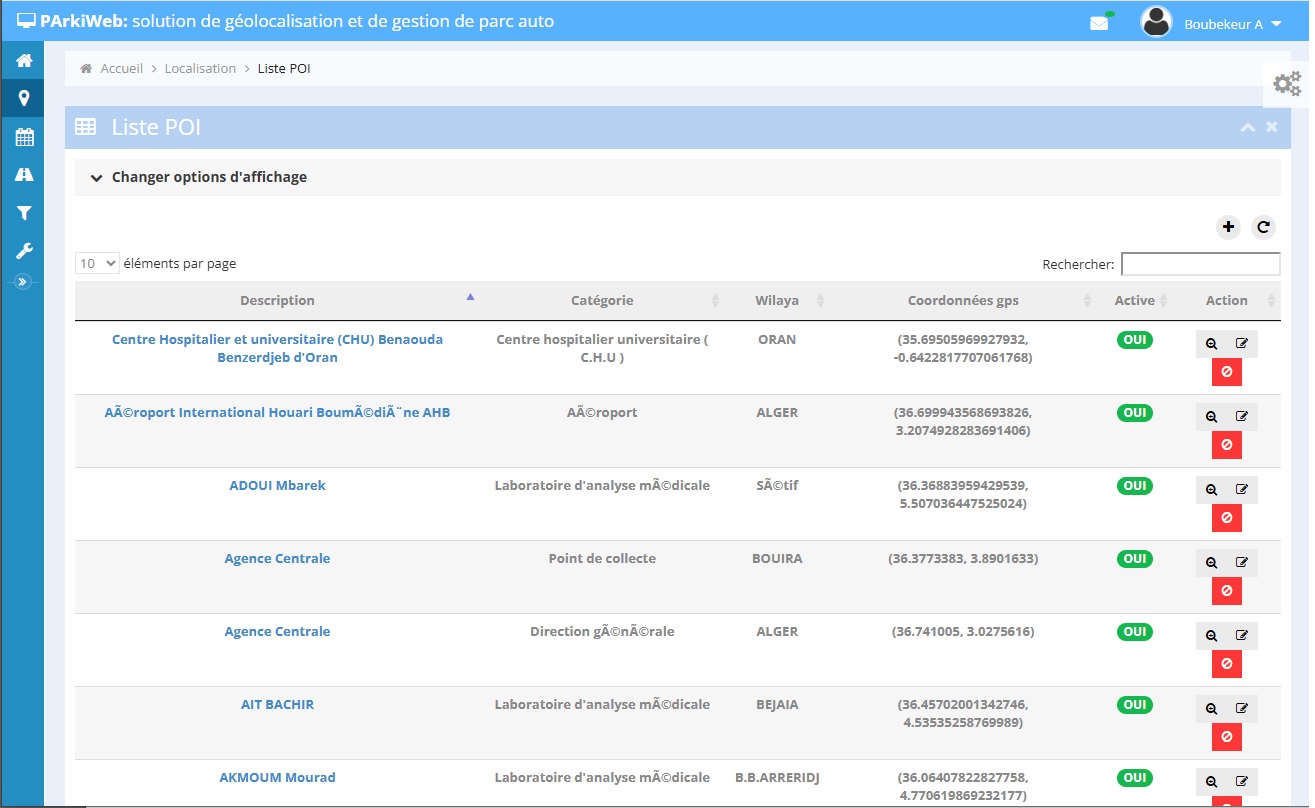 PArkiWeb: solution de géolocalisation et de gestion de parc auto
Boubekeur A
Accueil > Localisation > Liste POI
Liste POI
Changer options d'affichage
10 éléments par page
Rechercher:
Description Catégorie Wilaya Coordonnées gps Active Action
Centre Hospitalier et universitaire (CHU) Benaouda
Benzerdjeb d'Oran
Centre hospitalier universitaire (
C.H.U )
ORAN
(35.69505969927932,
-0.6422817707061768)
OUI
AÃ©roport International Houari BoumÃ©diÃ¨ne AHB
AÃ©roport
ALGER
(36.699943568693826,
3.2074928283691406)
OUI
ADOUI Mbarek
Laboratoire d'analyse mÃ©dicale
SÃ©tif
(36.36883959429539,
5.507036447525024)
OUI
Agence Centrale
Point de collecte
BOUIRA
(36.3773383, 3.8901633)
OUI
Agence Centrale
Direction gÃ©nÃ©rale
ALGER
(36.741005, 3.0275616)
OUI
AIT BACHIR
Laboratoire d'analyse mÃ©dicale
BEJAIA
(36.45702001342746,
4.53535258769989)
OUI
AKMOUM Mourad
Laboratoire d'analyse mÃ©dicale
B.B.ARRERIDJ
(36.06407822827758,
4.770619869232177)
OUI